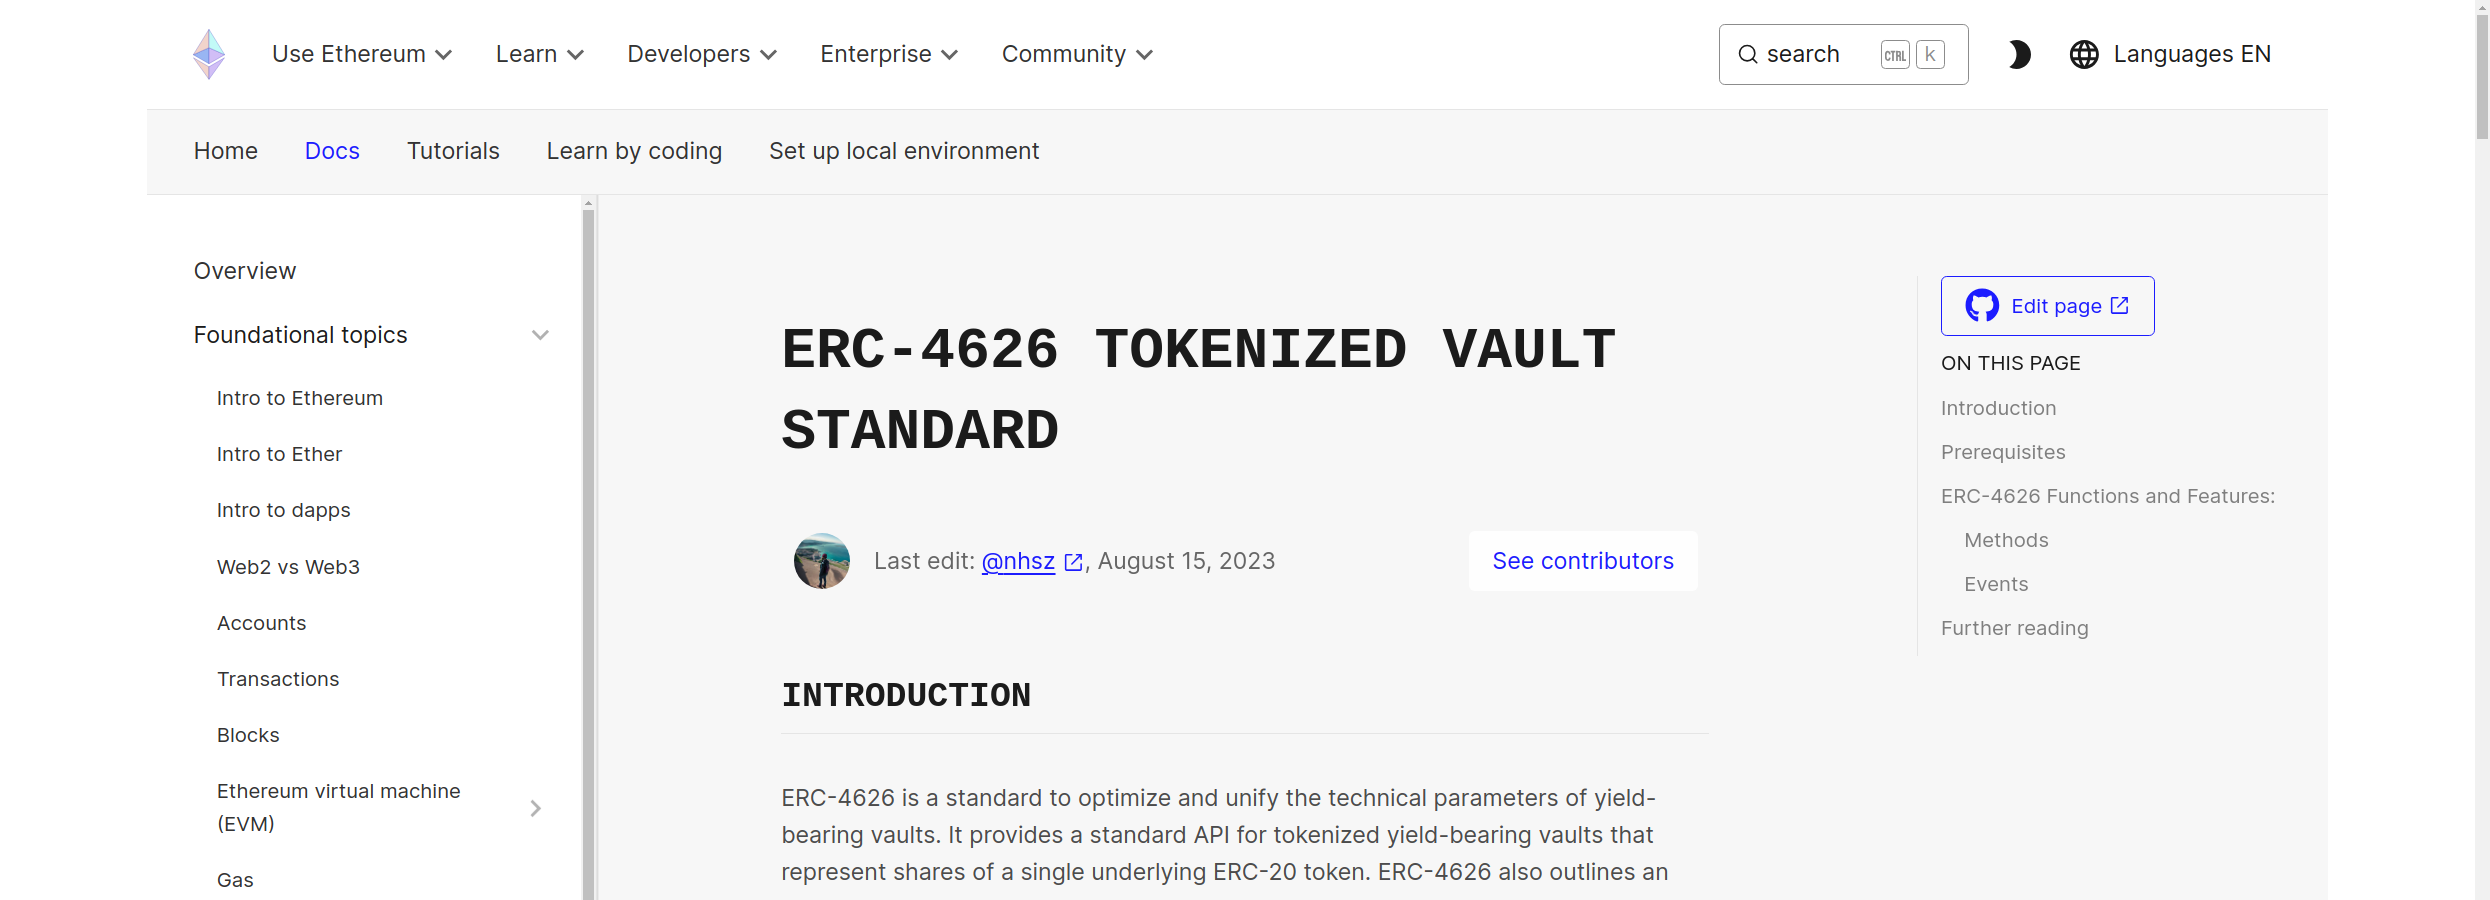 Use Ethereum
Learn
Developers
Enterprise
Community
search
CTRL
k
Languages EN
Home
Docs
Tutorials
Learn by coding
Set up local environment
Overview
Foundational topics
Intro to Ethereum
Intro to Ether
Intro to dapps
Web2 vs Web3
Accounts
Transactions
Blocks
Ethereum virtual machine
(EVM)
Gas
ERC-4626 TOKENIZED VAULT
STANDARD
Last edit: @nhsz , August 15, 2023
See contributors
INTRODUCTION
ERC-4626 is a standard to optimize and unify the technical parameters of yield-
bearing vaults. It provides a standard API for tokenized yield-bearing vaults that
represent shares of a single underlying ERC-20 token. ERC-4626 also outlines an
Edit page
ON THIS PAGE
Introduction
Prerequisites
ERC-4626 Functions and Features:
Methods
Events
Further reading